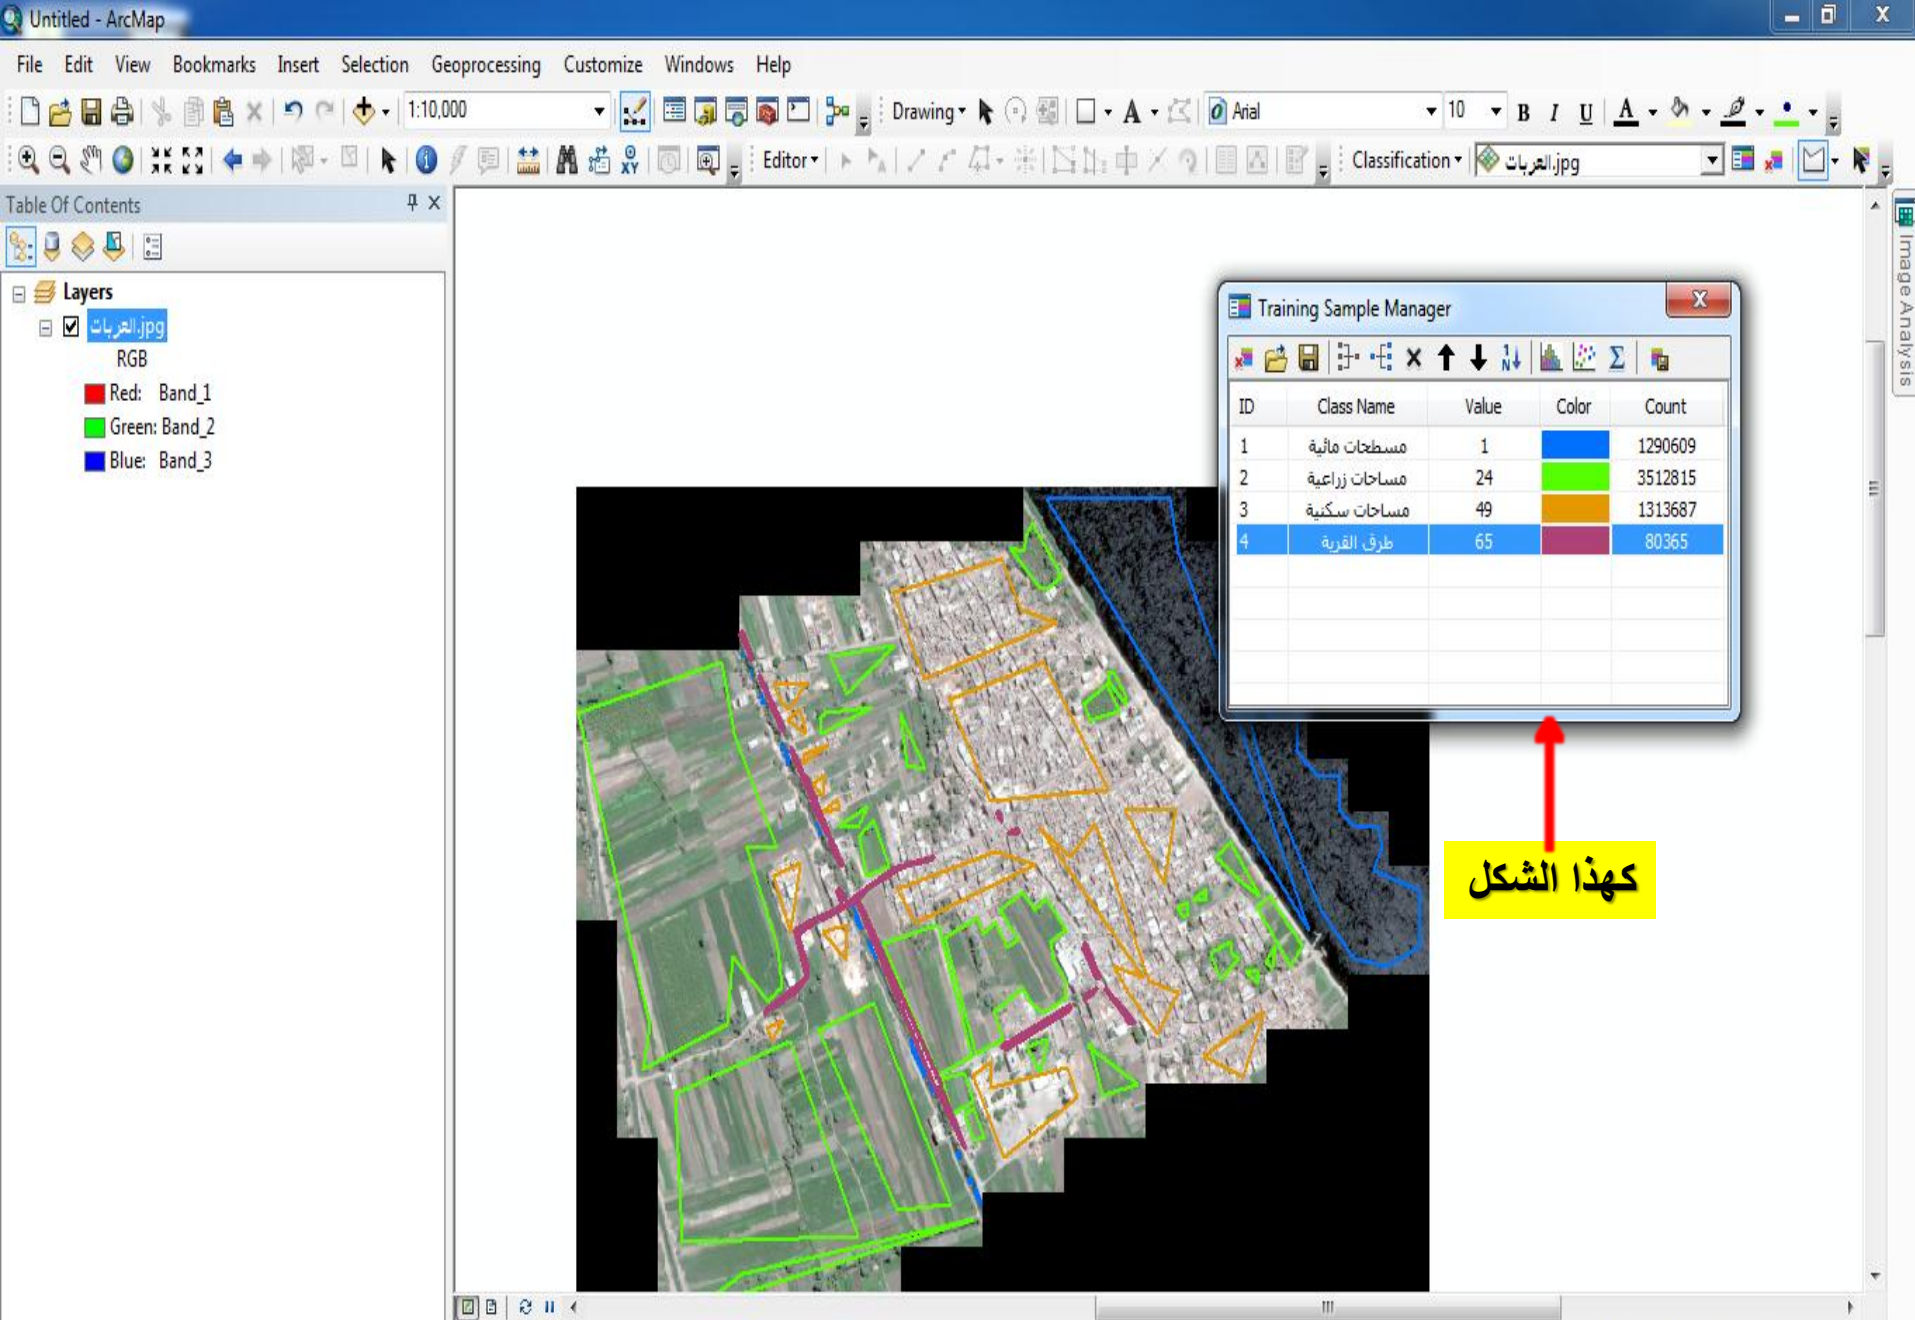 Untitled - ArcMap
File Edit View Bookmarks Insert Selection Geoprocessing Customize Windows Help
1:10,000 Drawing A Arial 10 B I U A
Editor Classification العربات.jpg
Table Of Contents
Layers
العربات.jpg
RGB
Red: Band_1
Green: Band_2
Blue: Band_3
Image Analysis
Training Sample Manager
ID Class Name Value Color Count
1 مسطحات مائية 1 1290609
2 مساحات زراعية 24 3512815
3 مساحات سكنية 49 1313687
4 طرق القرية 65 80365
كهذا الشكل